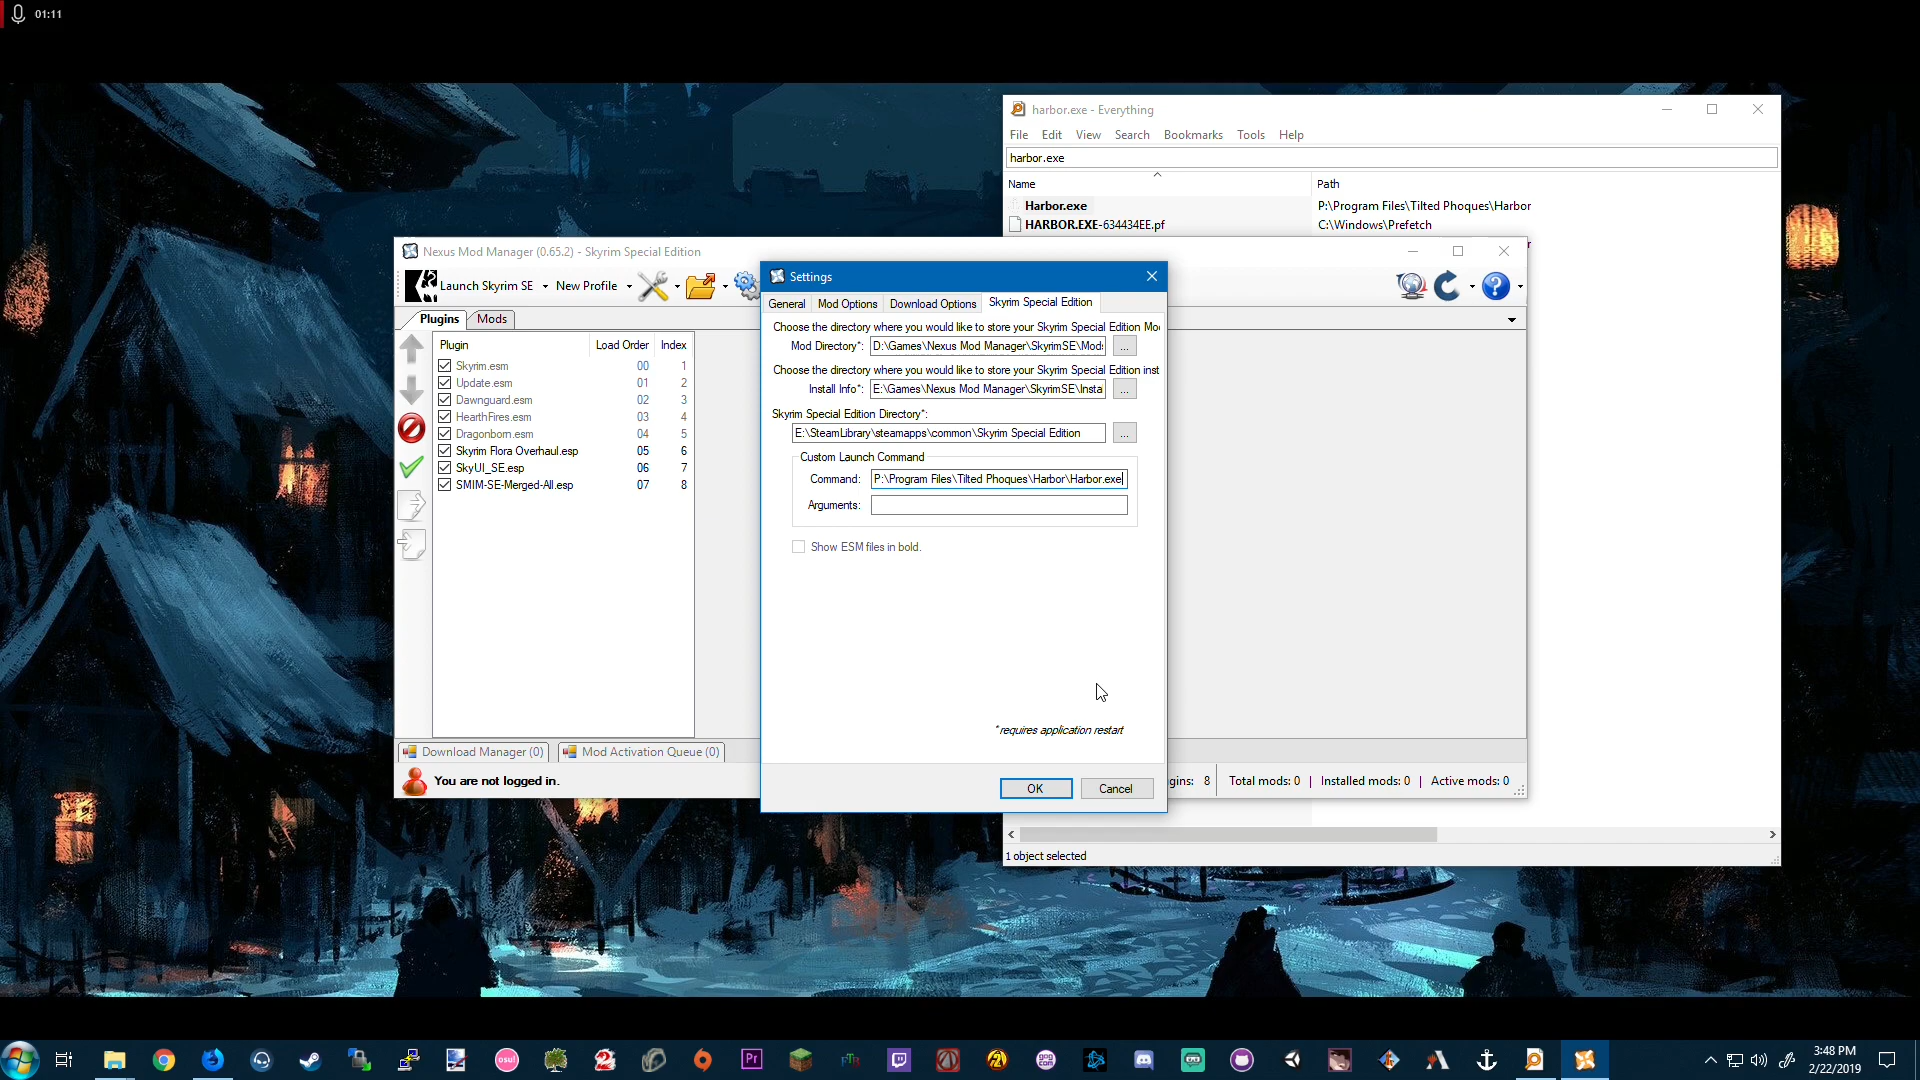 01:11
harbor.exe - Everything
File Edit View Search Bookmarks Tools Help
harbor.exe
Name Path
Harbor.exe P:\Program Files\Tilted Phoques\Harbor
HARBOR.EXE-634434EE.pf C:\Windows\Prefetch
Nexus Mod Manager (0.65.2) - Skyrim Special Edition
Launch Skyrim SE New Profile
Plugins Mods
Plugin Load Order Index
Skyrim.esm 00 1
Update.esm 01 2
Dawnguard.esm 02 3
HearthFires.esm 03 4
Dragonborn.esm 04 5
Skyrim Flora Overhaul.esp 05 6
SkyUI_SE.esp 06 7
SMIM-SE-Merged-All.esp 07 8
Download Manager (0) Mod Activation Queue (0)
You are not logged in.
gins: 8 Total mods: 0 | Installed mods: 0 | Active mods: 0
Settings
General Mod Options Download Options Skyrim Special Edition
Choose the directory where you would like to store your Skyrim Special Edition Mo
Mod Directory*: D:\Games\Nexus Mod Manager\SkyrimSE\Mods ...
Choose the directory where you would like to store your Skyrim Special Edition inst
Install Info*: E:\Games\Nexus Mod Manager\SkyrimSE\Insta ...
Skyrim Special Edition Directory*:
E:\SteamLibrary\steamapps\common\Skyrim Special Edition ...
Custom Launch Command
Command: P:\Program Files\Tilted Phoques\Harbor\Harbor.exe
Arguments:
Show ESM files in bold.
*requires application restart
OK Cancel
1 object selected
osu! Pr FTB gog.com
3:48 PM
2/22/2019